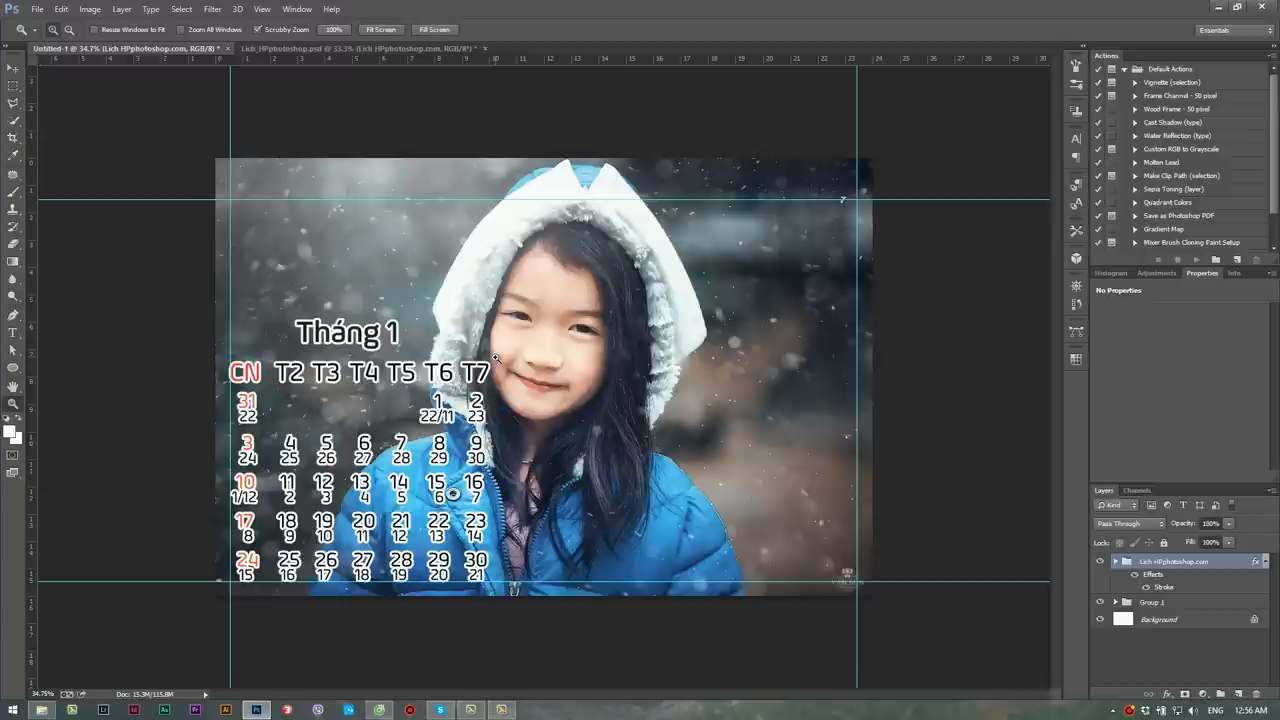 Ps File Edit Image Layer Type Select Filter 3D View Window Help
Resize Windows to Fit Zoom All Windows Scrubby Zoom 100% Fit Screen Fill Screen Essentials
Untitled-1 @ 34.7% (Lich HPphotoshop.com, RGB/8) * × Lich_HPphotoshop.psd @ 33.3% (Lich HPphotoshop.com, RGB/8*) * ×
Actions
Default Actions
Vignette (selection)
Frame Channel - 50 pixel
Wood Frame - 50 pixel
Cast Shadow (type)
Water Reflection (type)
Custom RGB to Grayscale
Molten Lead
Make Clip Path (selection)
Sepia Toning (layer)
Quadrant Colors
Save as Photoshop PDF
Gradient Map
Mixer Brush Cloning Paint Setup
Histogram Adjustments Properties Info
No Properties
Tháng 1
CN T2 T3 T4 T5 T6 T7
31 1 2
22 22/11 23
3 4 5 6 7 8 9
24 25 26 27 28 29 30
10 11 12 13 14 15 16
1/12 2 3 4 5 6 7
17 18 19 20 21 22 23
8 9 10 11 12 13 14
24 25 26 27 28 29 30
15 16 17 18 19 20 21
Layers Channels
Kind
Pass Through Opacity: 100%
Lock: Fill: 100%
Lich HPphotoshop.com fx
Effects
Stroke
Group 1
Background
34.75% Doc: 15.3M/115.8M
Lr Id Au Pr Ai Ps ENG 12:56 AM